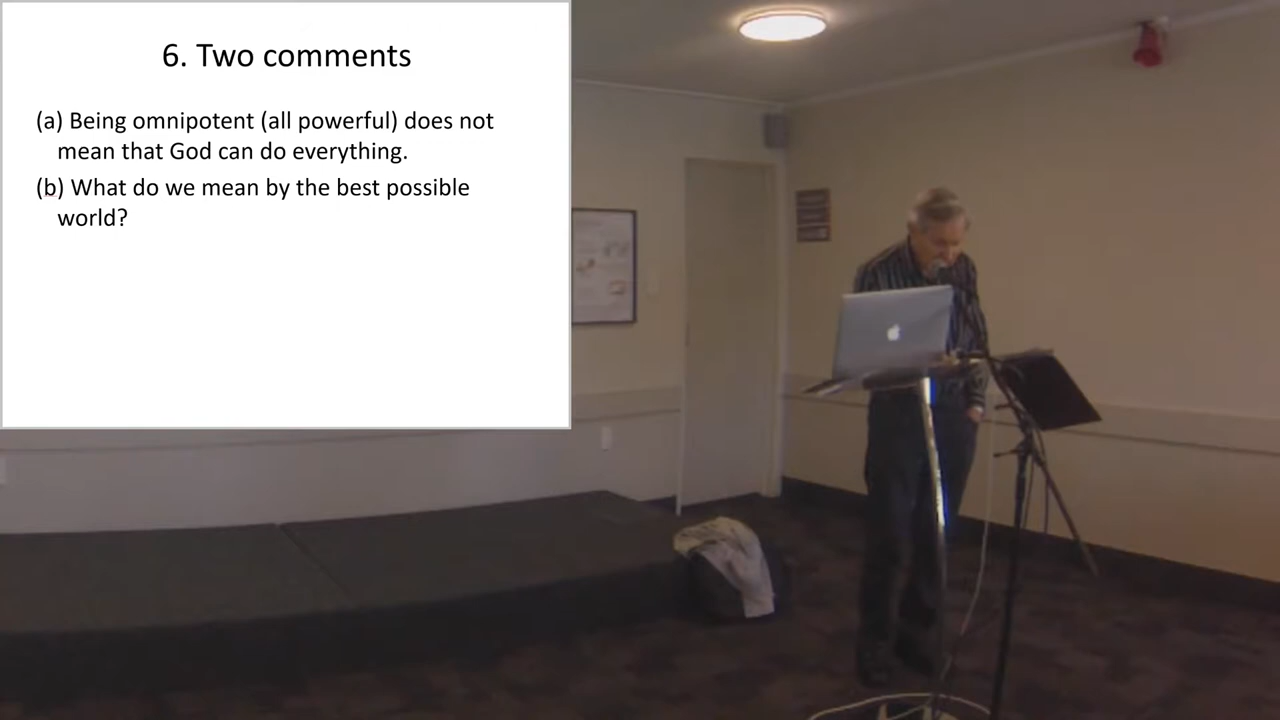 6. Two comments
(a) Being omnipotent (all powerful) does not
mean that God can do everything.
(b) What do we mean by the best possible
world?